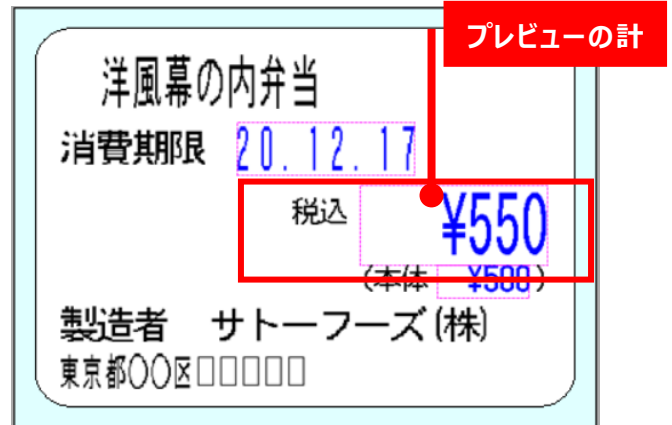 プレビューの計
洋風幕の内弁当
消費期限 20.12.17
税込 ¥550
(本体 ¥500)
製造者 サトーフーズ(株)
東京都〇〇区□□□□□